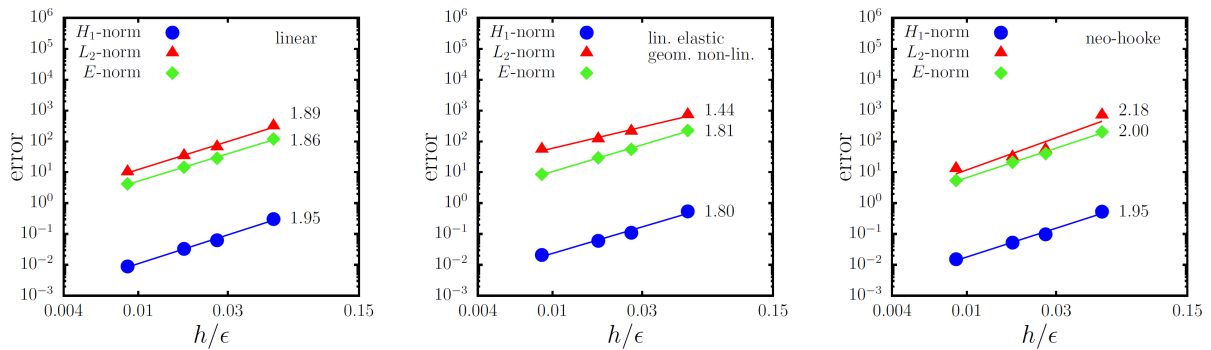 10^6
10^5
10^4
10^3
10^2
10^1
10^0
10^-1
10^-2
10^-3
error
H_1-norm
L_2-norm
E-norm
linear
1.89
1.86
1.95
0.004
0.01
0.03
0.15
h/ϵ
10^6
10^5
10^4
10^3
10^2
10^1
10^0
10^-1
10^-2
10^-3
error
H_1-norm
L_2-norm
E-norm
lin. elastic
geom. non-lin.
1.44
1.81
1.80
0.004
0.01
0.03
0.15
h/ϵ
10^6
10^5
10^4
10^3
10^2
10^1
10^0
10^-1
10^-2
10^-3
error
H_1-norm
L_2-norm
E-norm
neo-hooke
2.18
2.00
1.95
0.004
0.01
0.03
0.15
h/ϵ